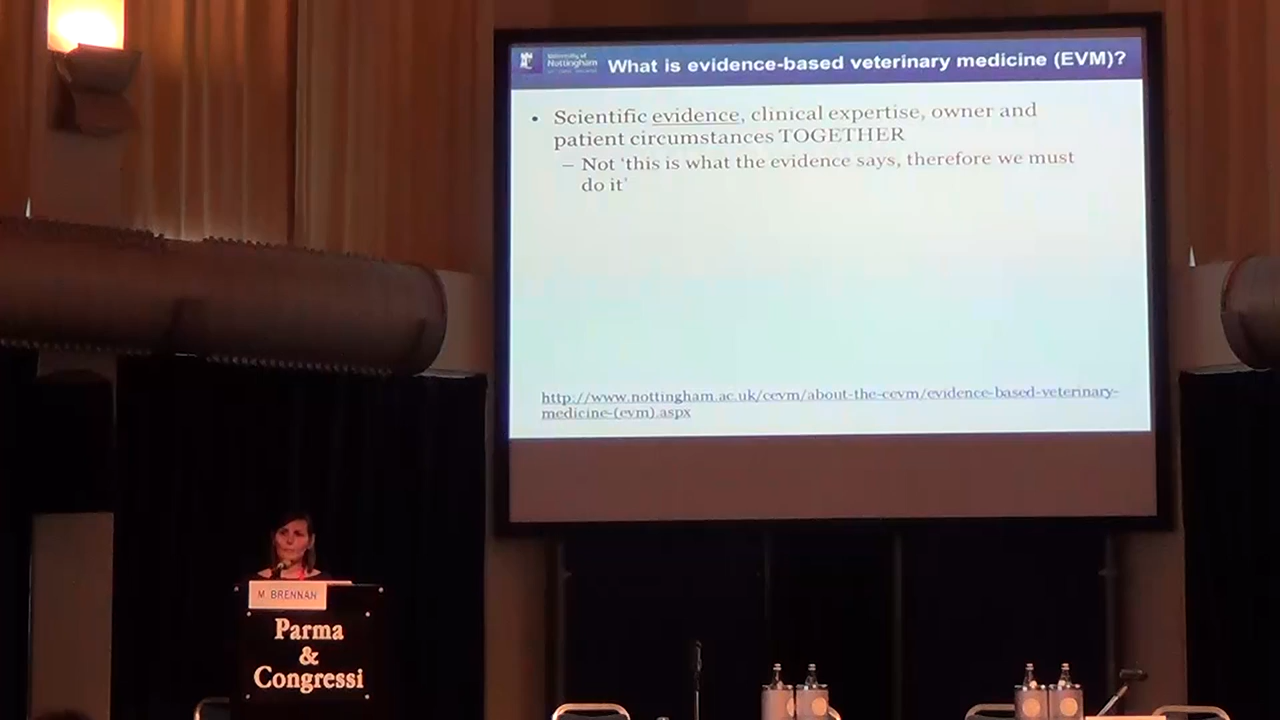 University of
Nottingham
What is evidence-based veterinary medicine (EVM)?
• Scientific evidence, clinical expertise, owner and
patient circumstances TOGETHER
– Not 'this is what the evidence says, therefore we must
do it'
http://www.nottingham.ac.uk/cevm/about-the-cevm/evidence-based-veterinary-
medicine-(evm).aspx
M. BRENNAN
Parma
&
Congressi